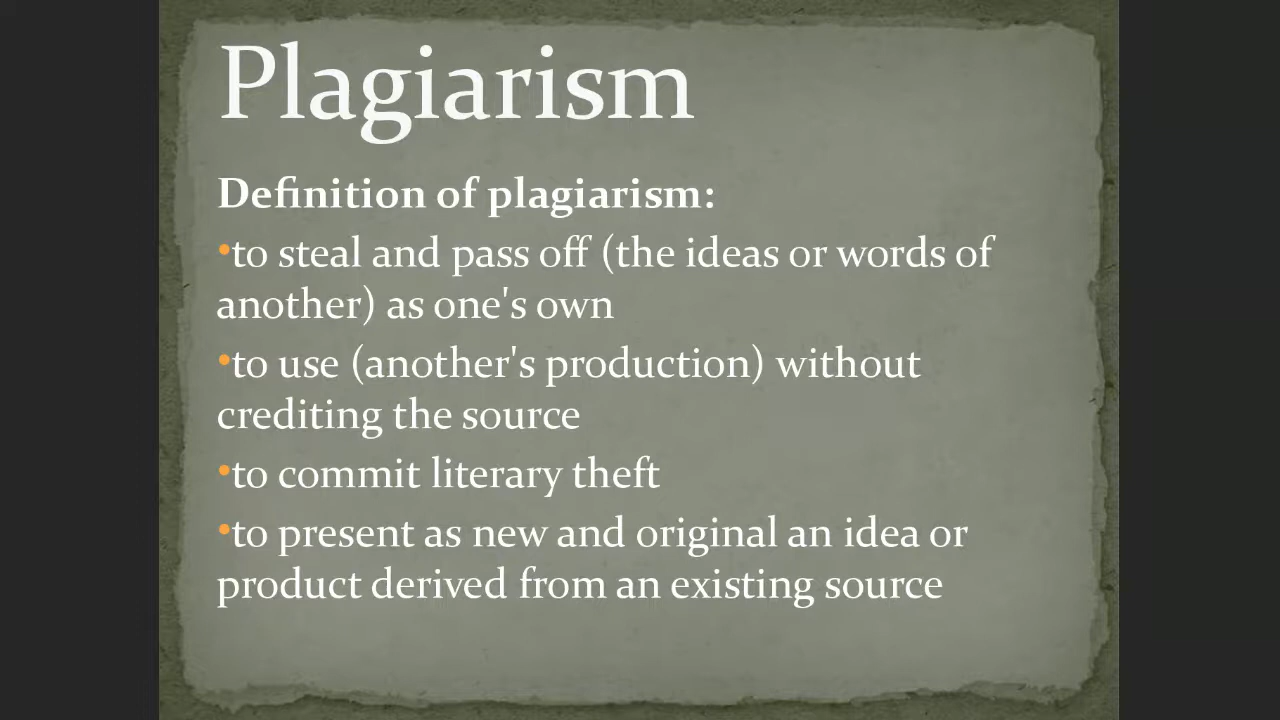 Plagiarism
Definition of plagiarism:
•to steal and pass off (the ideas or words of
another) as one's own
•to use (another's production) without
crediting the source
•to commit literary theft
•to present as new and original an idea or
product derived from an existing source